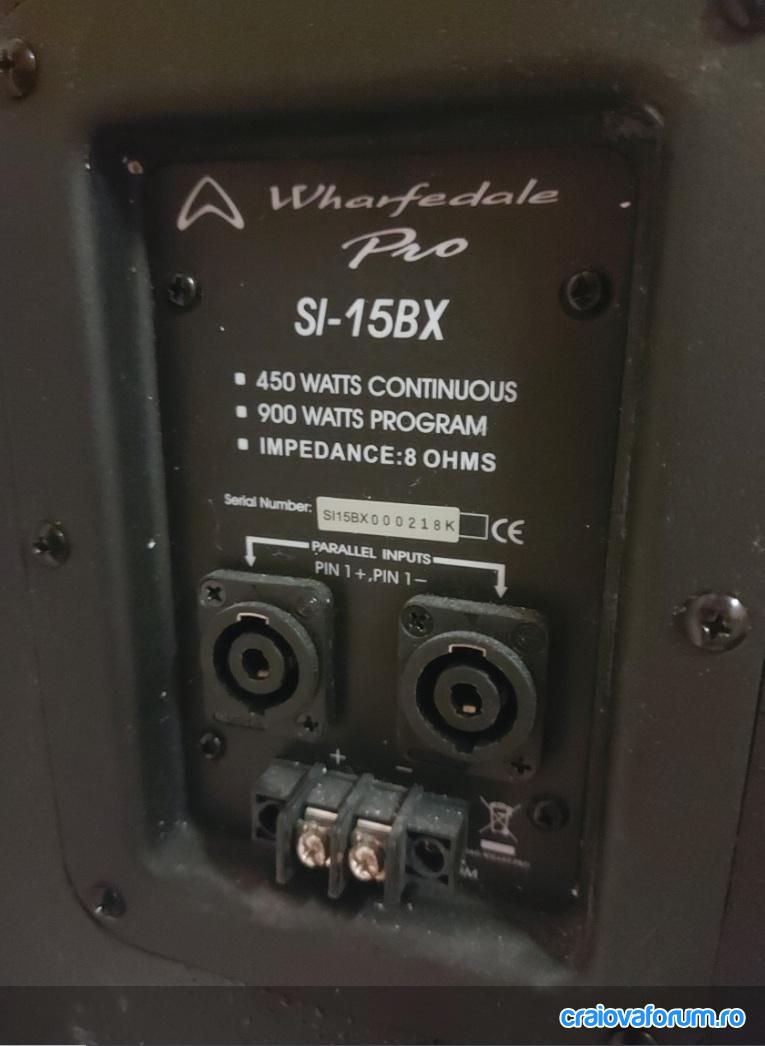 Wharfedale
Pro
SI-15BX
▪ 450 WATTS CONTINUOUS
▪ 900 WATTS PROGRAM
▪ IMPEDANCE:8 OHMS
Serial Number: SI15BX000218K CE
PARALLEL INPUTS
PIN 1+,PIN 1−
+ −
craiovaforum.ro